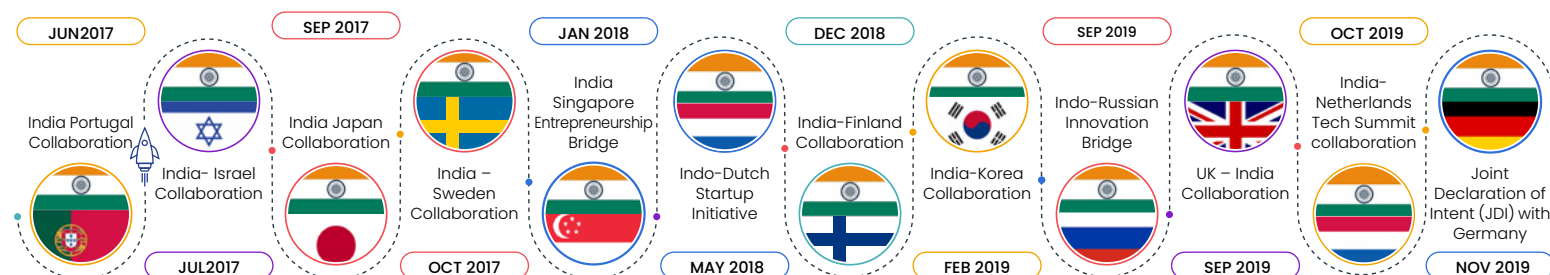 JUN2017
India Portugal
Collaboration
India- Israel
Collaboration
JUL2017
SEP 2017
India Japan
Collaboration
India –
Sweden
Collaboration
OCT 2017
JAN 2018
India
Singapore
Entrepreneurship
Bridge
Indo-Dutch
Startup
Initiative
MAY 2018
DEC 2018
India-Finland
Collaboration
India-Korea
Collaboration
FEB 2019
SEP 2019
Indo-Russian
Innovation
Bridge
UK – India
Collaboration
SEP 2019
OCT 2019
India-
Netherlands
Tech Summit
collaboration
Joint
Declaration of
Intent (JDI) with
Germany
NOV 2019